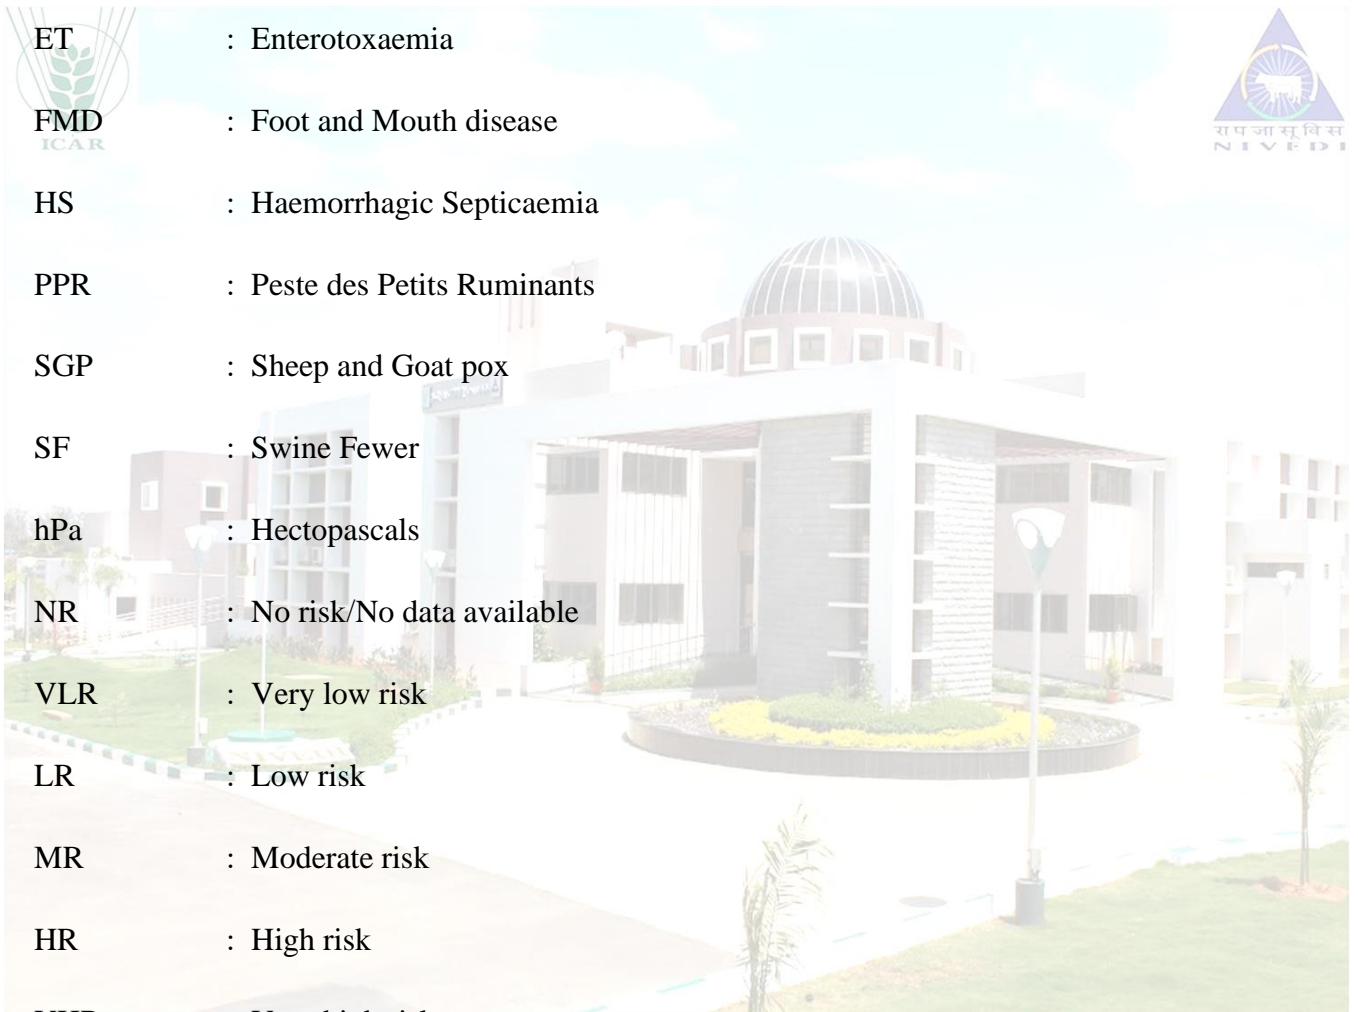 ET : Enterotoxaemia
FMD : Foot and Mouth disease
ICAR
रा प जा सू वि स
NIVEDI
HS : Haemorrhagic Septicaemia
PPR : Peste des Petits Ruminants
SGP : Sheep and Goat pox
SF : Swine Fewer
hPa : Hectopascals
NR : No risk/No data available
VLR : Very low risk
LR : Low risk
MR : Moderate risk
HR : High risk